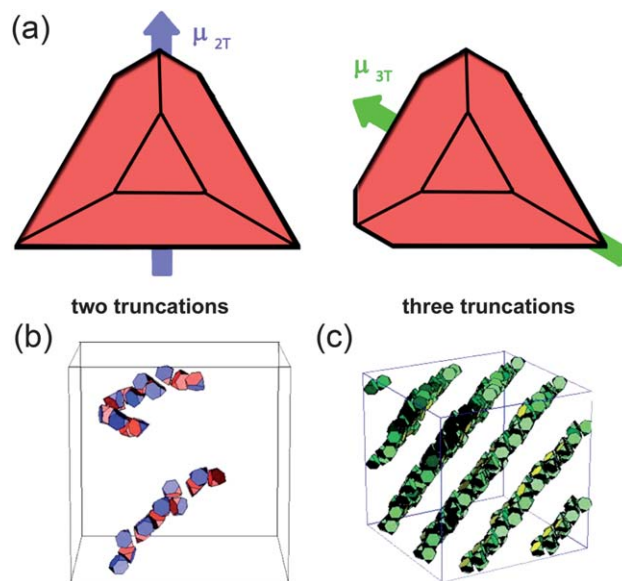 (a)
μ 2T
μ 3T
two truncations
three truncations
(b)
(c)